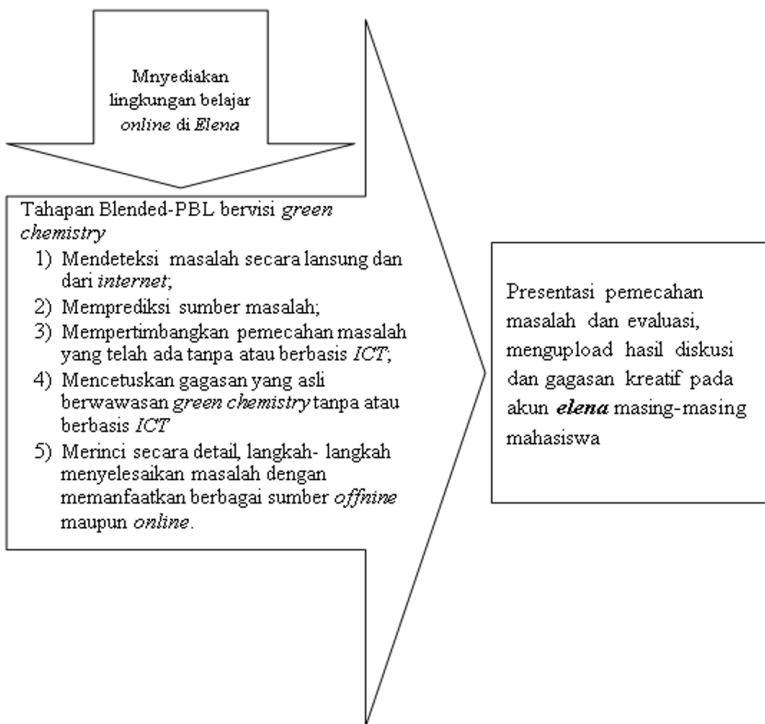 Mnyediakan
lingkungan belajar
online di Elena
Tahapan Blended-PBL bervisi green
chemistry
1) Mendeteksi masalah secara lansung dan
dari internet;
2) Memprediksi sumber masalah;
3) Mempertimbangkan pemecahan masalah
yang telah ada tanpa atau berbasis ICT;
4) Mencetuskan gagasan yang asli
berwawasan green chemistry tanpa atau
berbasis ICT
5) Merinci secara detail, langkah- langkah
menyelesaikan masalah dengan
memanfaatkan berbagai sumber offnine
maupun online.
Presentasi pemecahan
masalah dan evaluasi,
mengupload hasil diskusi
dan gagasan kreatif pada
akun elena masing-masing
mahasiswa